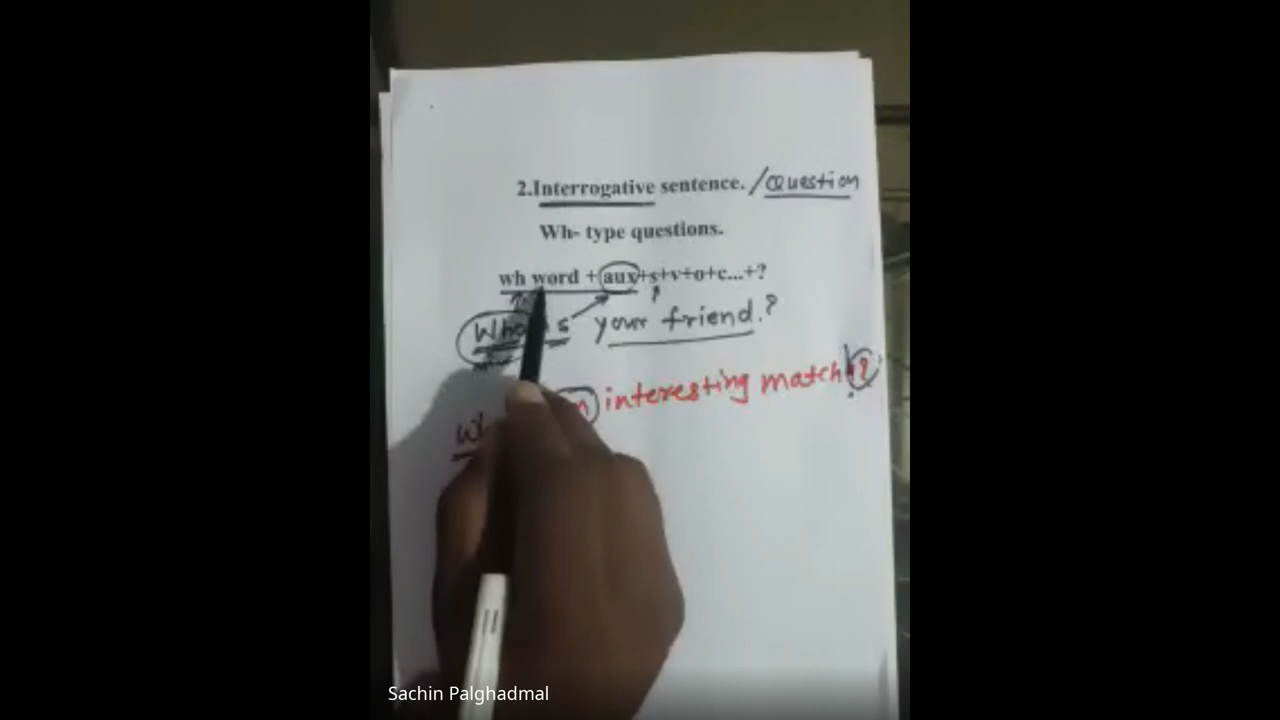 2.Interrogative sentence. /Question
Wh- type questions.
wh word +aux+s+v+o+c...+?
Who is your friend.?
interesting match ?
Sachin Palghadmal